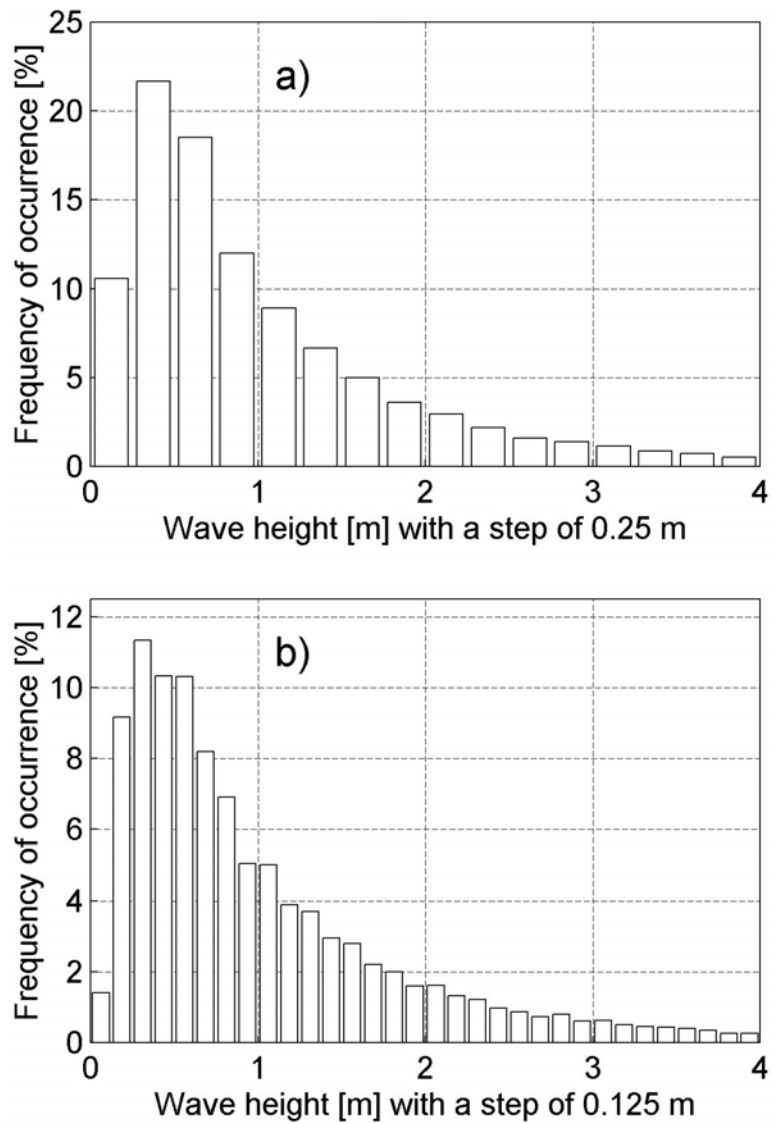 Frequency of occurrence [%]
25
20
15
10
5
0
a)
0 1 2 3 4
Wave height [m] with a step of 0.25 m
Frequency of occurrence [%]
12
10
8
6
4
2
0
b)
0 1 2 3 4
Wave height [m] with a step of 0.125 m